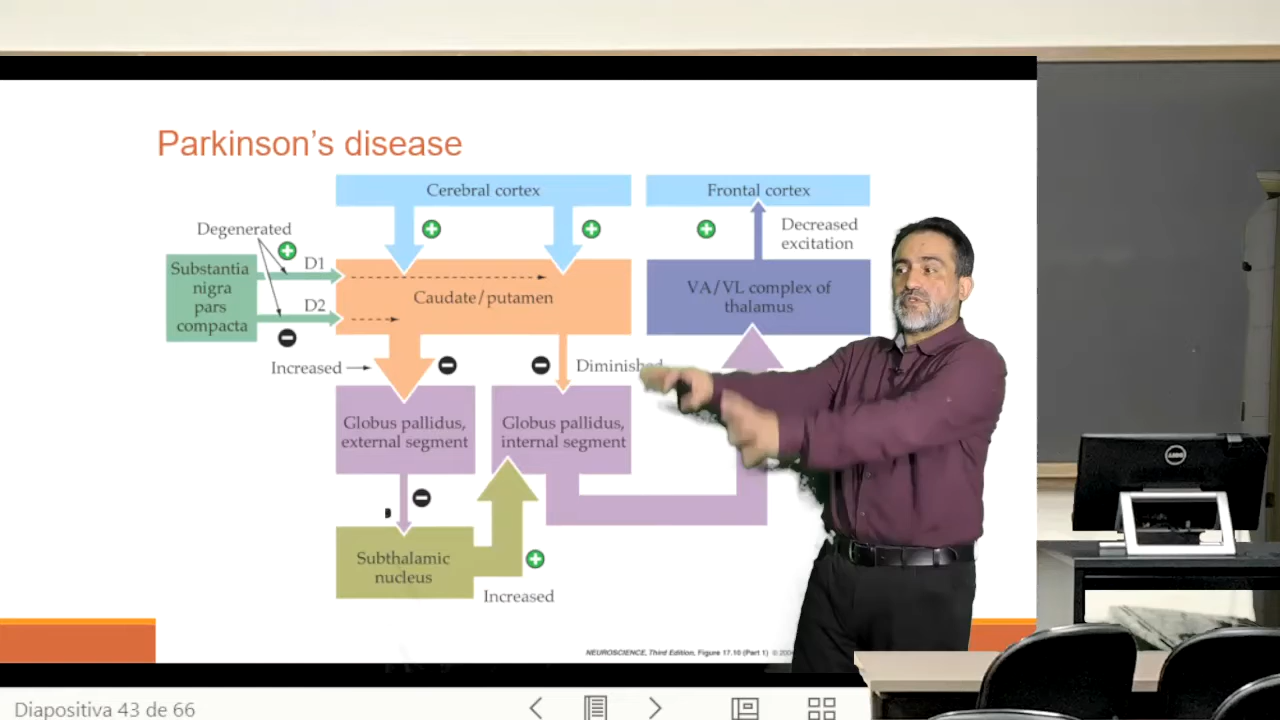 Parkinson's disease
Cerebral cortex
Frontal cortex
Degenerated
Decreased
excitation
D1
Substantia
nigra
pars
compacta
D2
Caudate/putamen
VA/VL complex of
thalamus
Increased
Diminished
Globus pallidus,
external segment
Globus pallidus,
internal segment
Subthalamic
nucleus
Increased
NEUROSCIENCE, Third Edition, Figure 17.10 (Part 1) © 200
Diapositiva 43 de 66